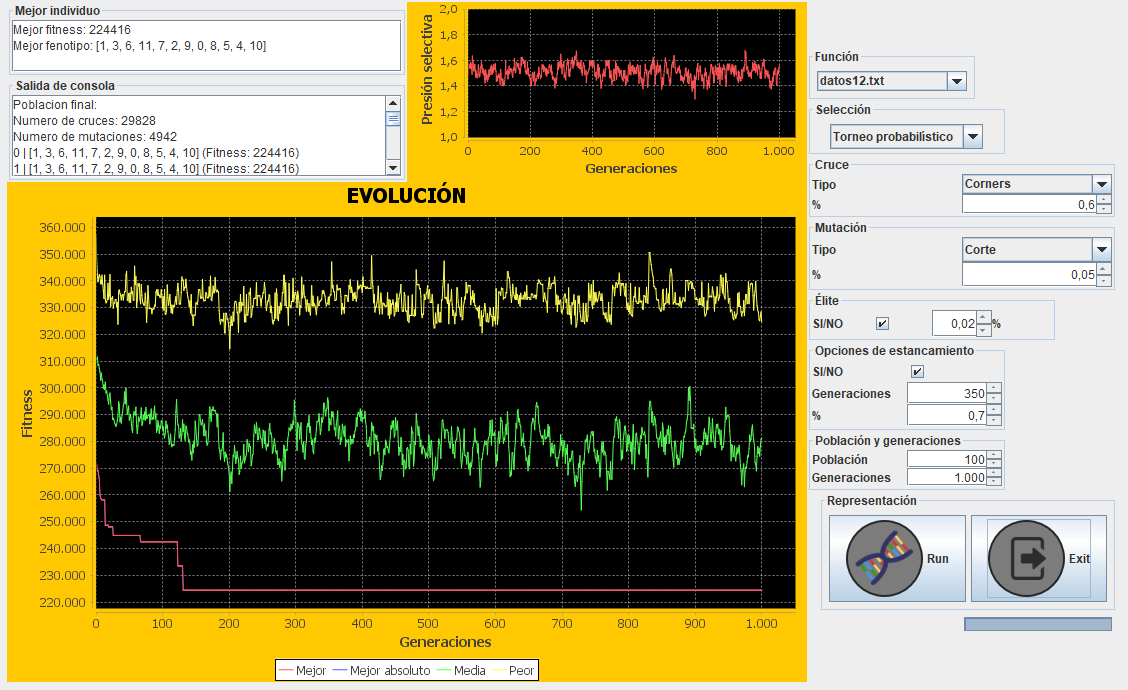 Mejor individuo
Mejor fitness: 224416
Mejor fenotipo: [1, 3, 6, 11, 7, 2, 9, 0, 8, 5, 4, 10]
Salida de consola
Poblacion final:
Numero de cruces: 29828
Numero de mutaciones: 4942
0 | [1, 3, 6, 11, 7, 2, 9, 0, 8, 5, 4, 10] (Fitness: 224416)
1 | [1, 3, 6, 11, 7, 2, 9, 0, 8, 5, 4, 10] (Fitness: 224416)
Presión selectiva
2,0
1,8
1,6
1,4
1,2
1,0
0 200 400 600 800 1.000
Generaciones
EVOLUCIÓN
Fitness
360.000
350.000
340.000
330.000
320.000
310.000
300.000
290.000
280.000
270.000
260.000
250.000
240.000
230.000
220.000
0 100 200 300 400 500 600 700 800 900 1.000
Generaciones
Mejor Mejor absoluto Media Peor
Función
datos12.txt
Selección
Torneo probabilistico
Cruce
Tipo Corners
% 0,6
Mutación
Tipo Corte
% 0,05
Élite
SI/NO 0,02 %
Opciones de estancamiento
SI/NO
Generaciones 350
% 0,7
Población y generaciones
Población 100
Generaciones 1.000
Representación
Run Exit